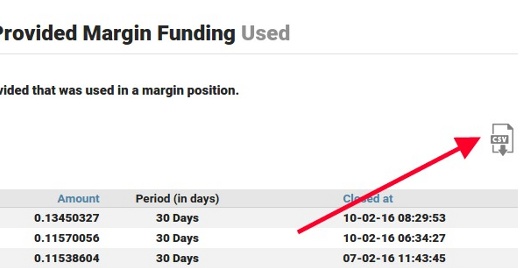 Provided Margin Funding Used
vided that was used in a margin position.
CSV
Amount Period (in days) Closed at
0.13450327 30 Days 10-02-16 08:29:53
0.11570056 30 Days 10-02-16 06:34:27
0.11538604 30 Days 07-02-16 11:43:45